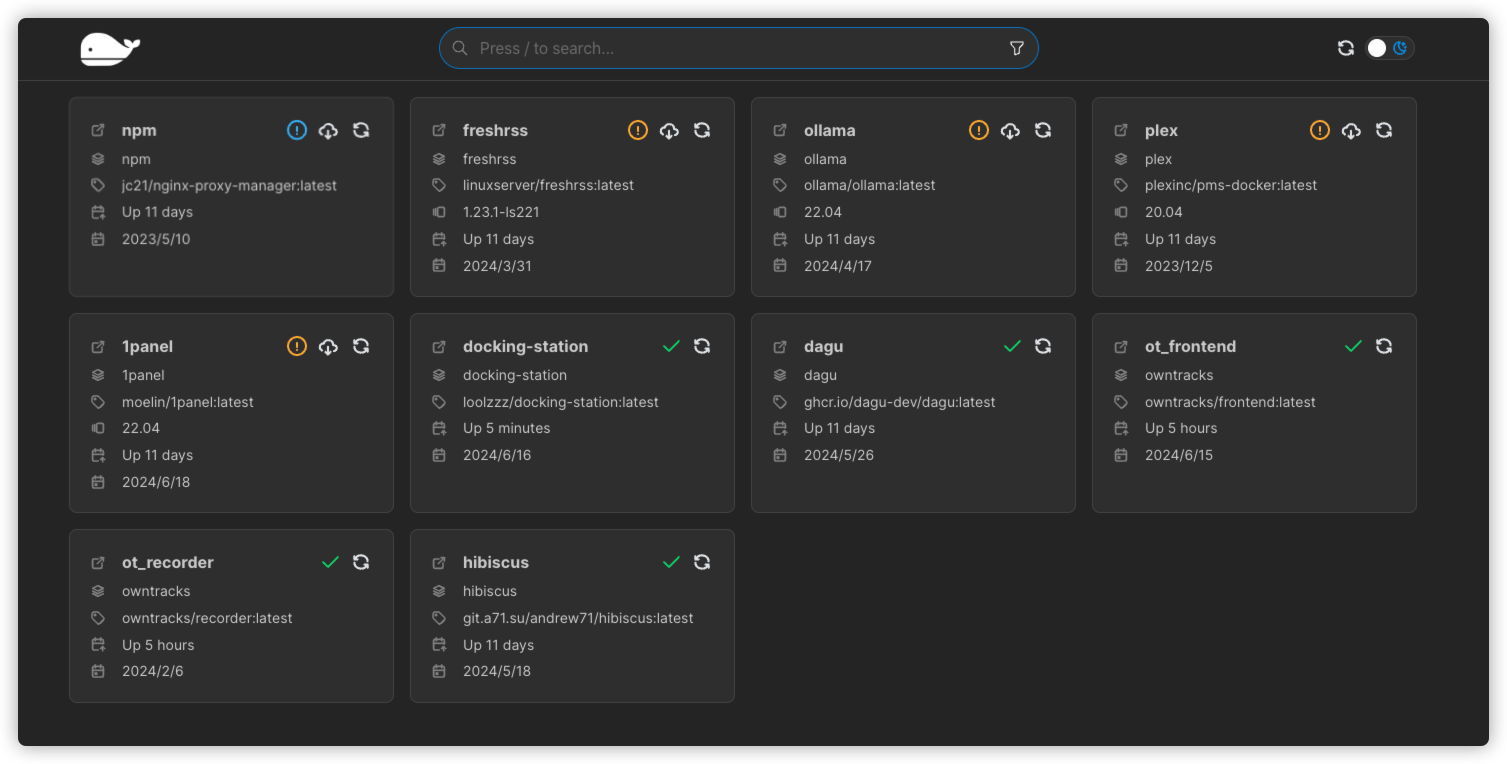 Press / to search...
npm
npm
jc21/nginx-proxy-manager:latest
Up 11 days
2023/5/10
freshrss
freshrss
linuxserver/freshrss:latest
1.23.1-ls221
Up 11 days
2024/3/31
ollama
ollama
ollama/ollama:latest
22.04
Up 11 days
2024/4/17
plex
plex
plexinc/pms-docker:latest
20.04
Up 11 days
2023/12/5
1panel
1panel
moelin/1panel:latest
22.04
Up 11 days
2024/6/18
docking-station
docking-station
loolzzz/docking-station:latest
Up 5 minutes
2024/6/16
dagu
dagu
ghcr.io/dagu-dev/dagu:latest
Up 11 days
2024/5/26
ot_frontend
owntracks
owntracks/frontend:latest
Up 5 hours
2024/6/15
ot_recorder
owntracks
owntracks/recorder:latest
Up 5 hours
2024/2/6
hibiscus
hibiscus
git.a71.su/andrew71/hibiscus:latest
Up 11 days
2024/5/18